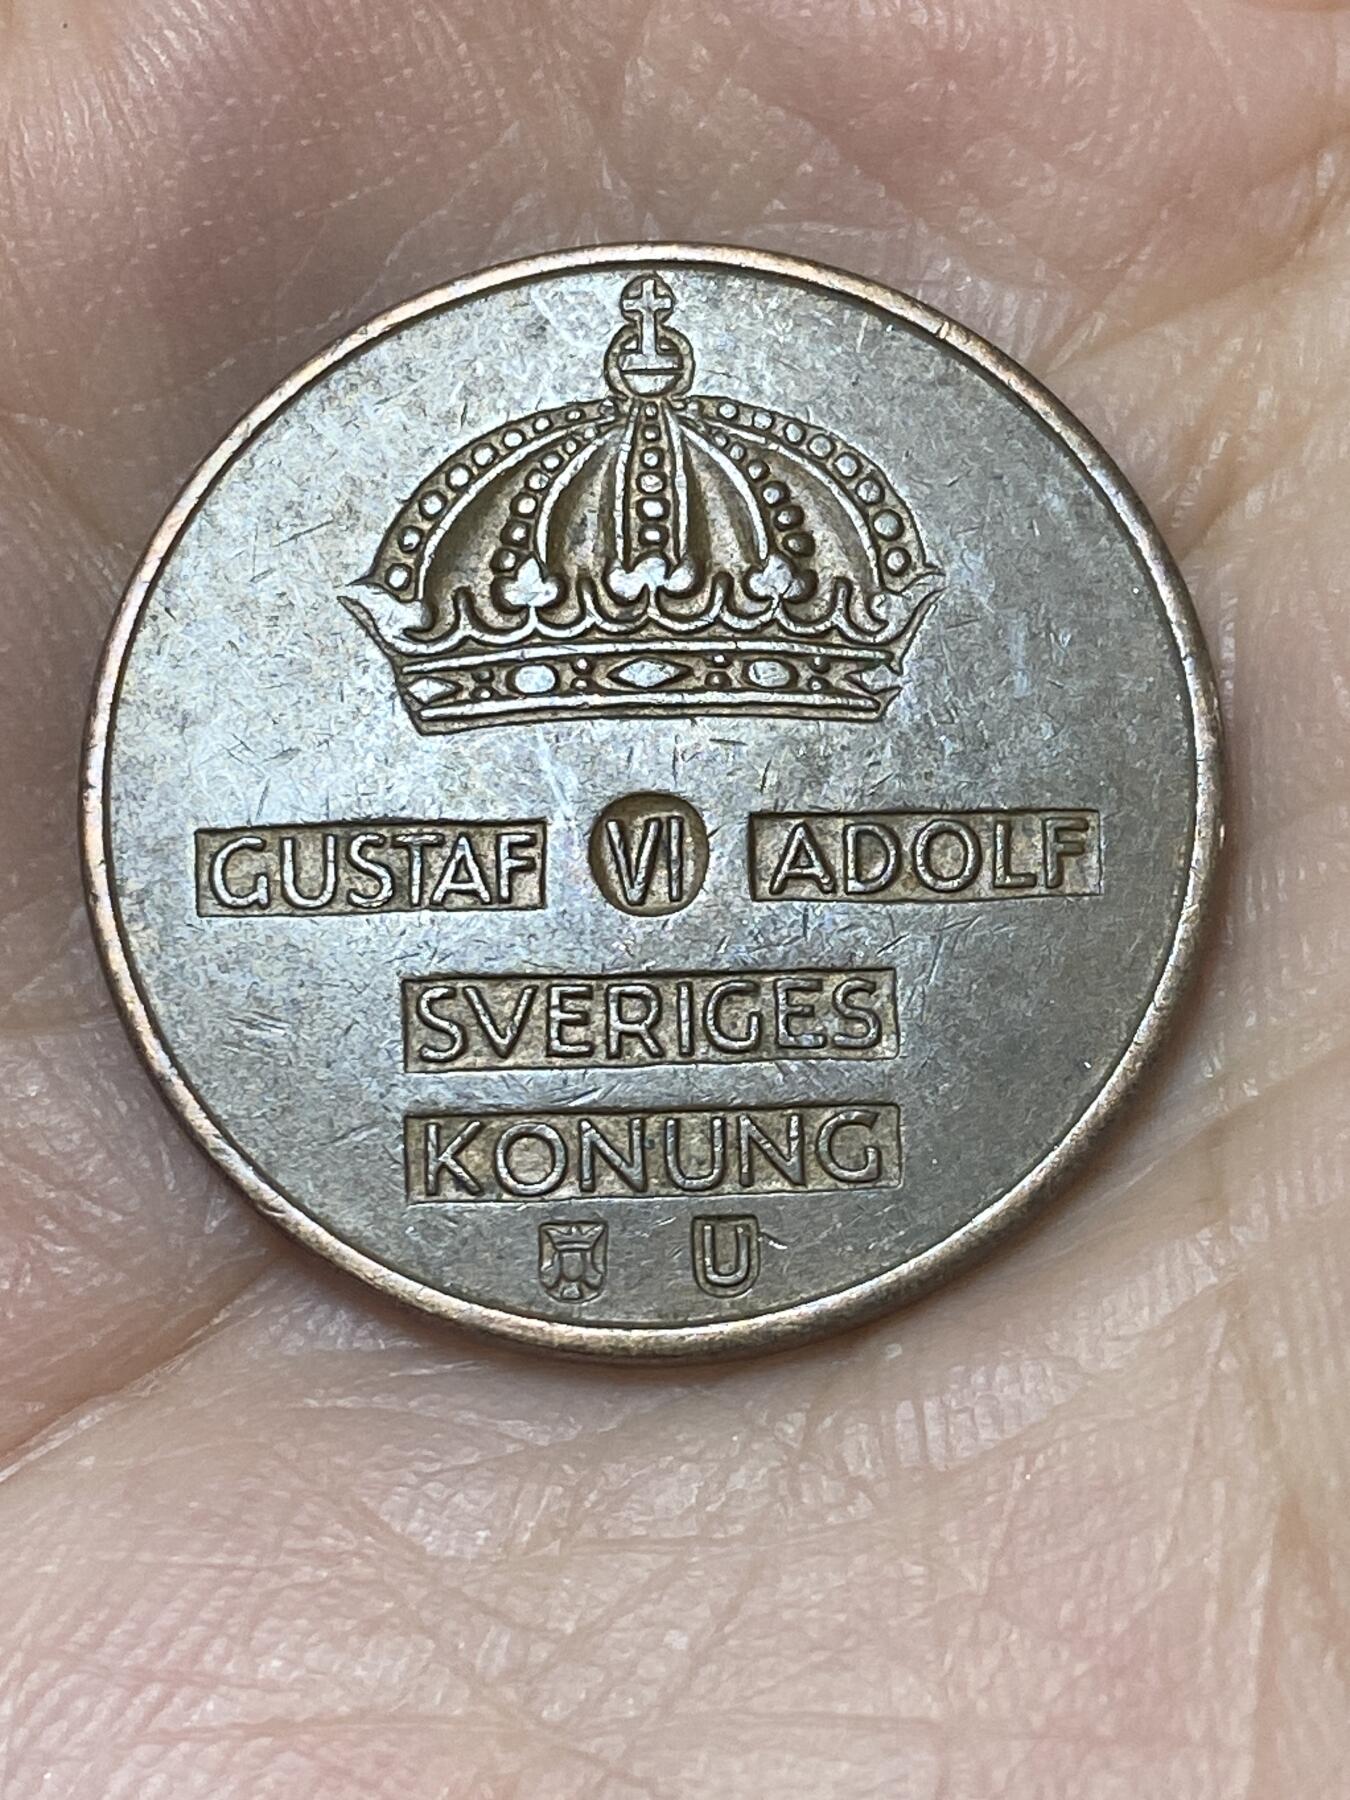 GUSTAF VI ADOLF
SVERIGES
KONUNG
U